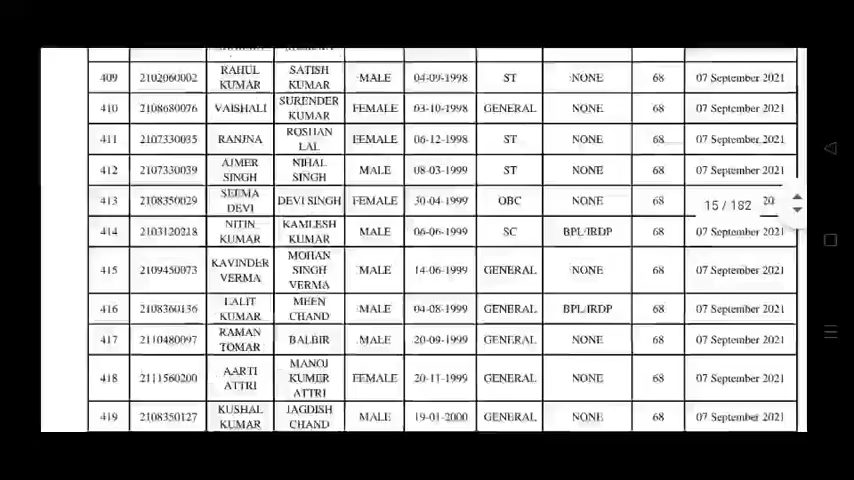 409 2102060002 RAHUL KUMAR SATISH KUMAR MALE 04-09-1998 ST NONE 68 07 September 2021
410 2108680076 VAISHALI SURENDER KUMAR FEMALE 03-10-1998 GENERAL NONE 68 07 September 2021
411 2107330035 RANJNA ROSHAN LAL FEMALE 06-12-1998 ST NONE 68 07 September 2021
412 2107330039 AJMER SINGH NIHAL SINGH MALE 08-03-1999 ST NONE 68 07 September 2021
413 2108350029 SEEMA DEVI DEVI SINGH FEMALE 30-04-1999 OBC NONE 68
15 / 182
414 2103120218 NITIN KUMAR KAMLESH KUMAR MALE 06-06-1999 SC BPL/IRDP 68 07 September 2021
415 2109450073 KAVINDER VERMA MOHAN SINGH VERMA MALE 14-06-1999 GENERAL NONE 68 07 September 2021
416 2108360136 LALIT KUMAR MEEN CHAND MALE 04-08-1999 GENERAL BPL/IRDP 68 07 September 2021
417 2110480097 RAMAN TOMAR BALBIR MALE 20-09-1999 GENERAL NONE 68 07 September 2021
418 2111560200 AARTI ATTRI MANOJ KUMER ATTRI FEMALE 20-11-1999 GENERAL NONE 68 07 September 2021
419 2108350127 KUSHAL KUMAR JAGDISH CHAND MALE 19-01-2000 GENERAL NONE 68 07 September 2021